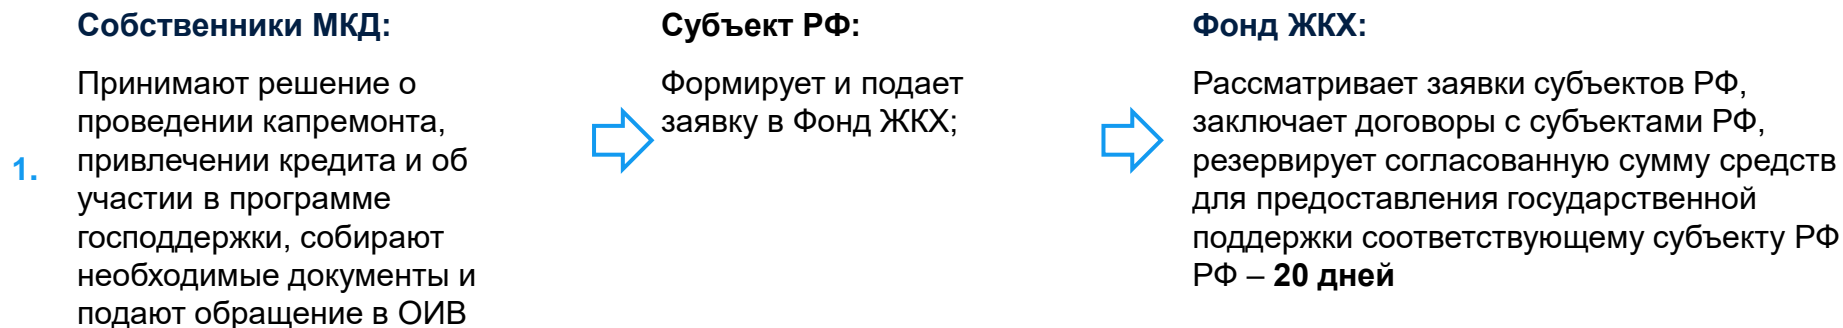 Собственники МКД:
Принимают решение о
проведении капремонта,
привлечении кредита и об
1.
участии в программе
господдержки, собирают
необходимые документы и
подают обращение в ОИВ
Субъект РФ:
Формирует и подает
заявку в Фонд ЖКХ;
Фонд ЖКХ:
Рассматривает заявки субъектов РФ,
заключает договоры с субъектами РФ,
резервирует согласованную сумму средств
для предоставления государственной
поддержки соответствующему субъекту РФ
РФ – 20 дней